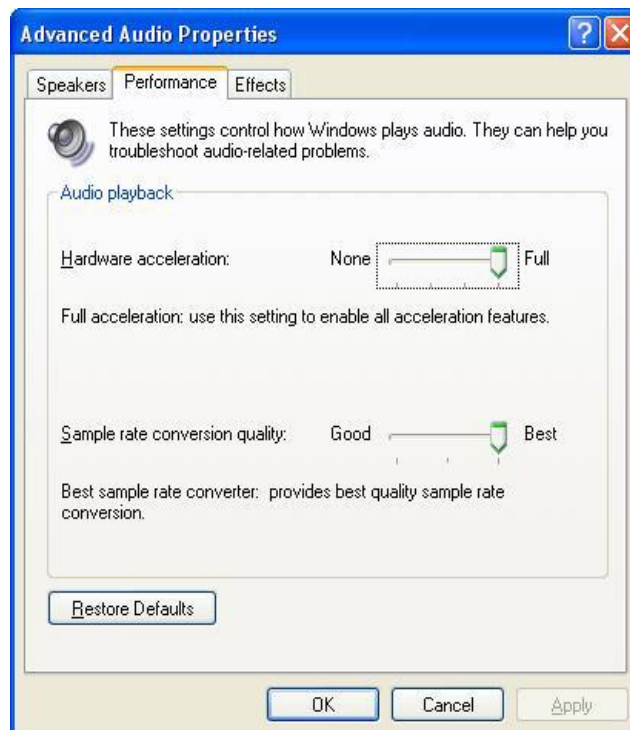 Advanced Audio Properties
Speakers Performance Effects
These settings control how Windows plays audio. They can help you
troubleshoot audio-related problems.
Audio playback
Hardware acceleration: None Full
Full acceleration: use this setting to enable all acceleration features.
Sample rate conversion quality: Good Best
Best sample rate converter: provides best quality sample rate
conversion.
Restore Defaults
OK Cancel Apply